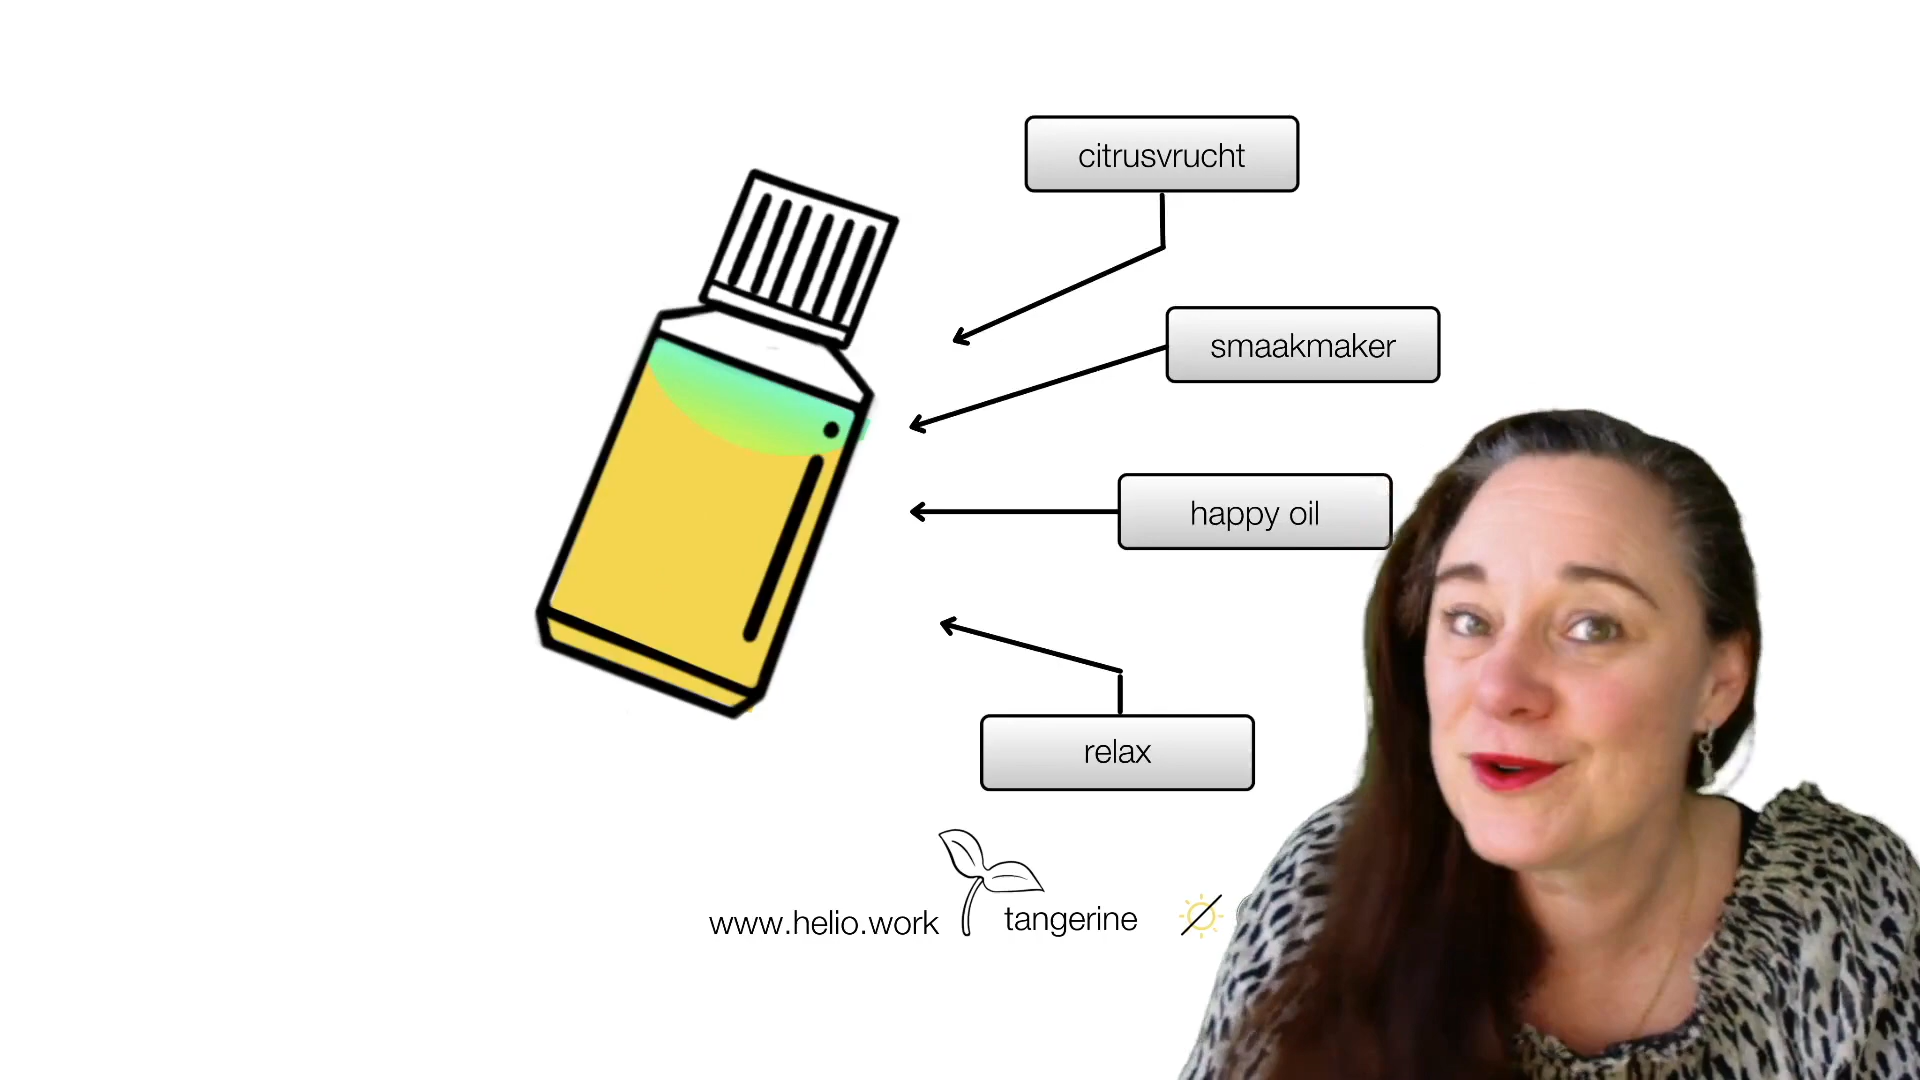 citrusvrucht
smaakmaker
happy oil
relax
www.helio.work
tangerine